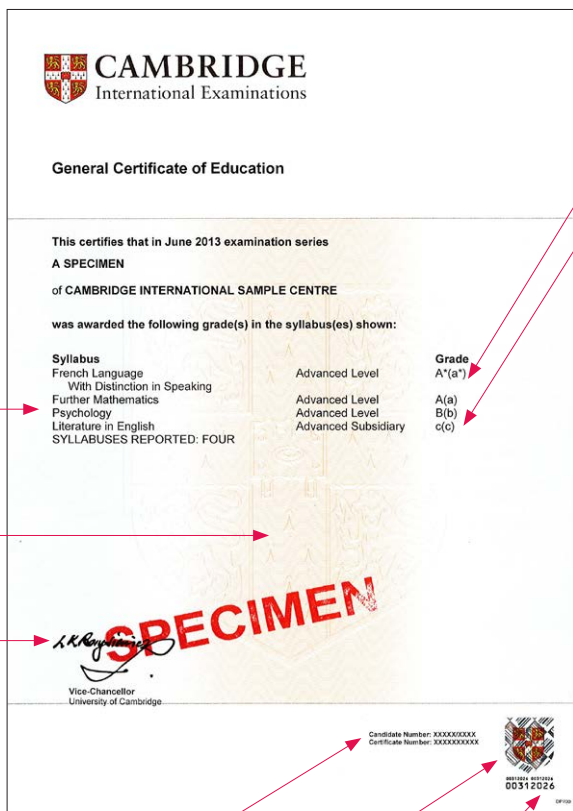 CAMBRIDGE
International Examinations
General Certificate of Education
This certifies that in June 2013 examination series
A SPECIMEN
of CAMBRIDGE INTERNATIONAL SAMPLE CENTRE
was awarded the following grade(s) in the syllabus(es) shown:
Syllabus Grade
French Language Advanced Level A*(a*)
With Distinction in Speaking
Further Mathematics Advanced Level A(a)
Psychology Advanced Level B(b)
Literature in English Advanced Subsidiary c(c)
SYLLABUSES REPORTED: FOUR
SPECIMEN
Vice-Chancellor
University of Cambridge
Candidate Number: XXXXX/XXXX
Certificate Number: XXXXXXXXXX
00312026 00312026
00312026